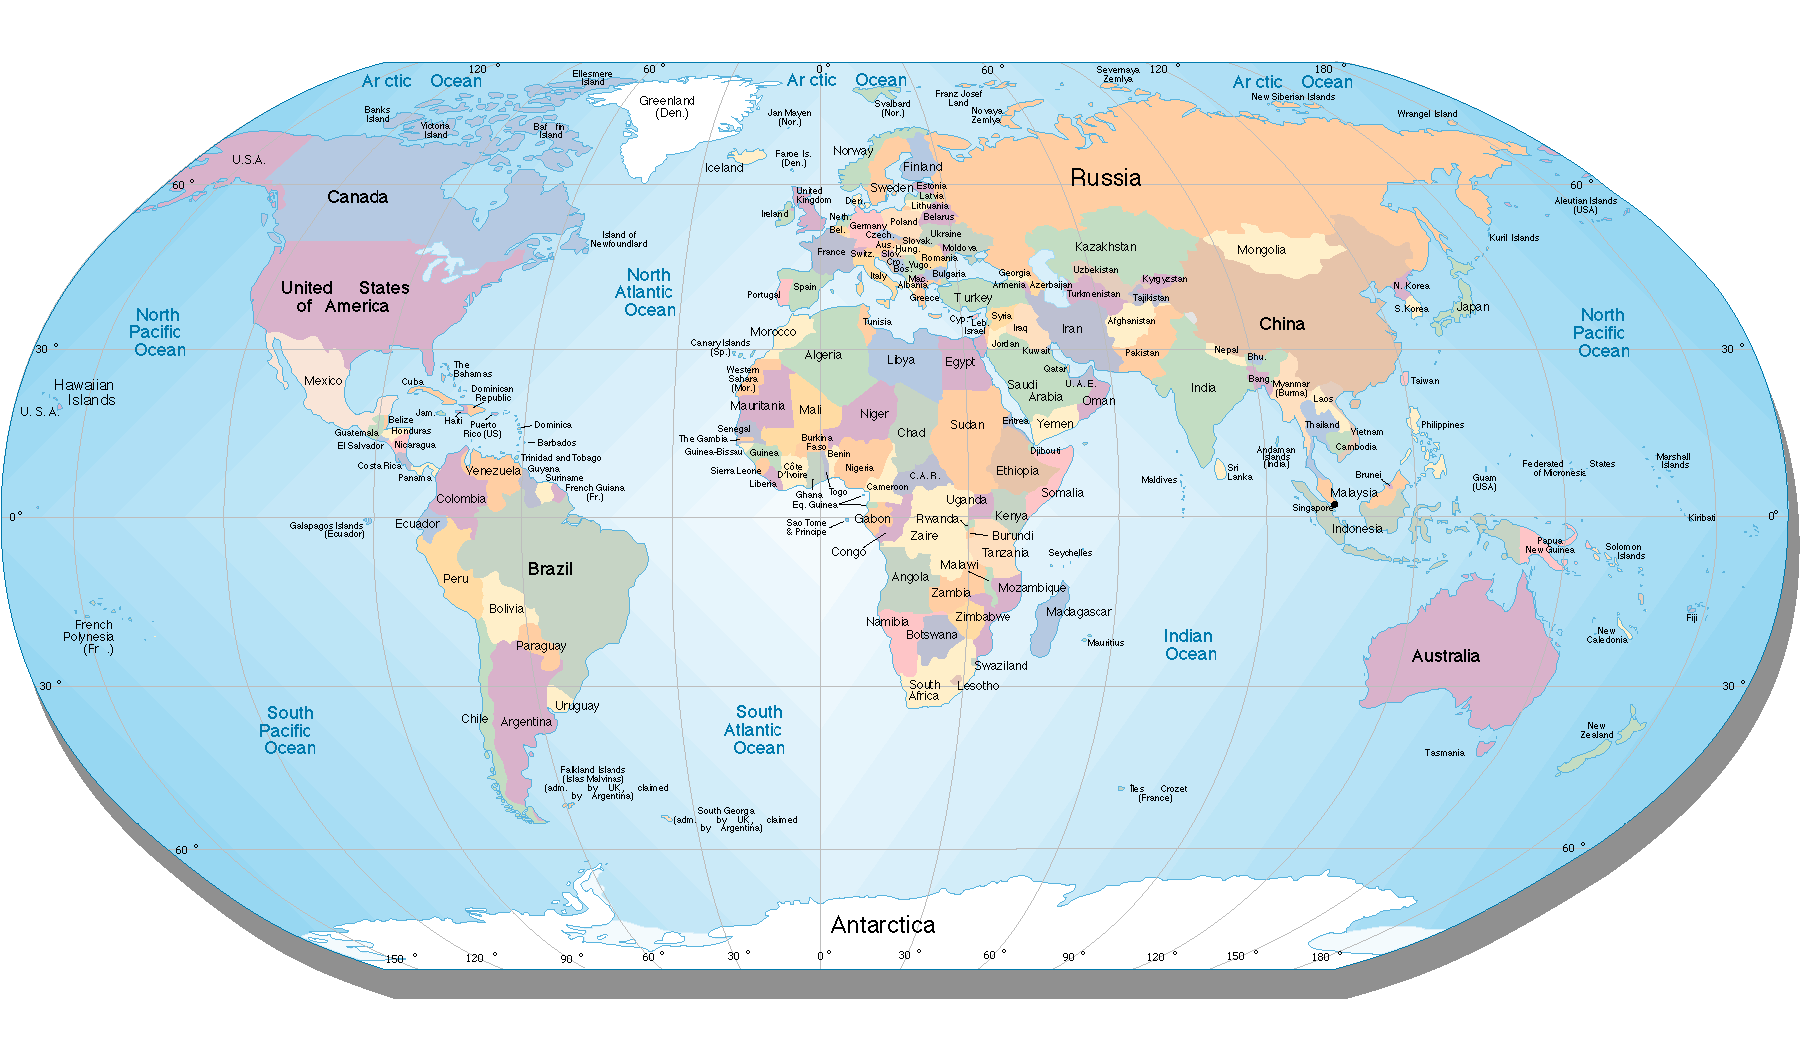 120 °
60 °
0 °
60 °
120 °
180 °
Arctic Ocean
Arctic Ocean
Arctic Ocean
Ellesmere
Island
Banks
Island
Victoria
Island
Baffin
Island
Greenland
(Den.)
Jan Mayen
(Nor.)
Svalbard
(Nor.)
Franz Josef
Land
Novaya
Zemlya
Severnaya
Zemlya
New Siberian Islands
Wrangel Island
U.S.A.
60 °
Canada
Iceland
Faroe Is.
(Den.)
Norway
Finland
Sweden
Russia
60 °
Aleutian Islands
(USA)
Kuril Islands
Island of
Newfoundland
United
Kingdom
Ireland
Den.
Neth.
Bel.
Germany
Poland
Estonia
Latvia
Lithuania
Belarus
Ukraine
Czech.
Slovak.
Aus.
Hung.
Moldova
France
Switz.
Slov.
Cro.
Bos.
Yugo.
Romania
Bulgaria
Mac.
Albania
Italy
Greece
Spain
Portugal
Turkey
Georgia
Armenia
Azerbaijan
Kazakhstan
Uzbekistan
Kyrgyzstan
Turkmenistan
Tajikistan
Mongolia
China
N. Korea
S.Korea
Japan
United States
of America
North
Pacific
Ocean
North
Atlantic
Ocean
North
Pacific
Ocean
30 °
30 °
Hawaiian
Islands
U. S. A.
Mexico
The
Bahamas
Cuba
Dominican
Republic
Jam.
Haiti
Puerto
Rico (US)
Belize
Guatemala
Honduras
El Salvador
Nicaragua
Costa Rica
Panama
Dominica
Barbados
Trinidad and Tobago
Guyana
Suriname
French Guiana
(Fr.)
Venezuela
Colombia
Ecuador
Galapagos Islands
(Ecuador)
Peru
Brazil
Bolivia
Paraguay
Uruguay
Argentina
Chile
0 °
0 °
Morocco
Canary Islands
(Sp.)
Tunisia
Algeria
Libya
Egypt
Western
Sahara
(Mor.)
Mauritania
Mali
Niger
Chad
Sudan
Eritrea
Senegal
The Gambia
Guinea-Bissau
Guinea
Sierra Leone
Liberia
Côte
D'Ivoire
Burkina
Faso
Benin
Ghana
Togo
Nigeria
Cameroon
C.A.R.
Eq. Guinea
Sao Tome
& Principe
Gabon
Congo
Zaire
Uganda
Rwanda
Burundi
Kenya
Tanzania
Ethiopia
Djibouti
Somalia
Angola
Zambia
Malawi
Mozambique
Zimbabwe
Namibia
Botswana
Swaziland
Lesotho
South
Africa
Madagascar
Mauritius
Seychelles
Maldives
Cyp.
Leb.
Israel
Syria
Iraq
Jordan
Kuwait
Iran
Afghanistan
Pakistan
Qatar
U. A. E.
Saudi
Arabia
Oman
Yemen
Nepal
Bhu.
India
Bang.
Myanmar
(Burma)
Laos
Thailand
Vietnam
Cambodia
Taiwan
Philippines
Andaman
Islands
(India)
Sri
Lanka
Brunei
Malaysia
Singapore
Indonesia
Guam
(USA)
Federated States
of Micronesia
Marshall
Islands
Kiribati
Papua
New Guinea
Solomon
Islands
Fiji
New
Caledonia
French
Polynesia
(Fr .)
Indian
Ocean
Australia
Tasmania
New
Zealand
30 °
30 °
South
Pacific
Ocean
South
Atlantic
Ocean
Falkland Islands
(Islas Malvinas)
(adm. by UK, claimed
by Argentina)
South Georga
(adm. by UK, claimed
by Argentina)
Îles Crozet
(France)
60 °
60 °
Antarctica
150 °
120 °
90 °
60 °
30 °
0 °
30 °
60 °
90 °
120 °
150 °
180 °